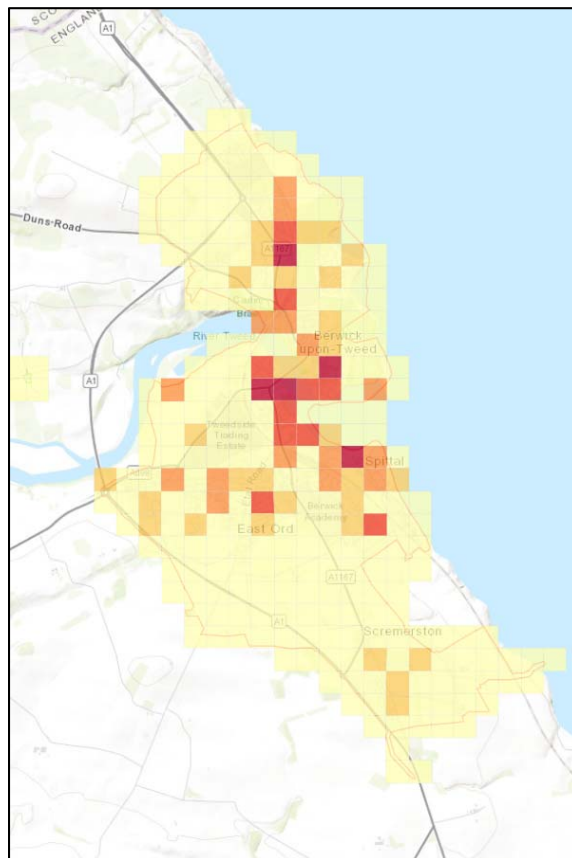 SCO
ENGLAN
A1
Duns-Road
A1167
River Tweed
Berwick
upon-Tweed
A1
Tweedside
Trading
Estate
Spittal
East Ord
Berwick
Academy
A1167
A1
Scremerston